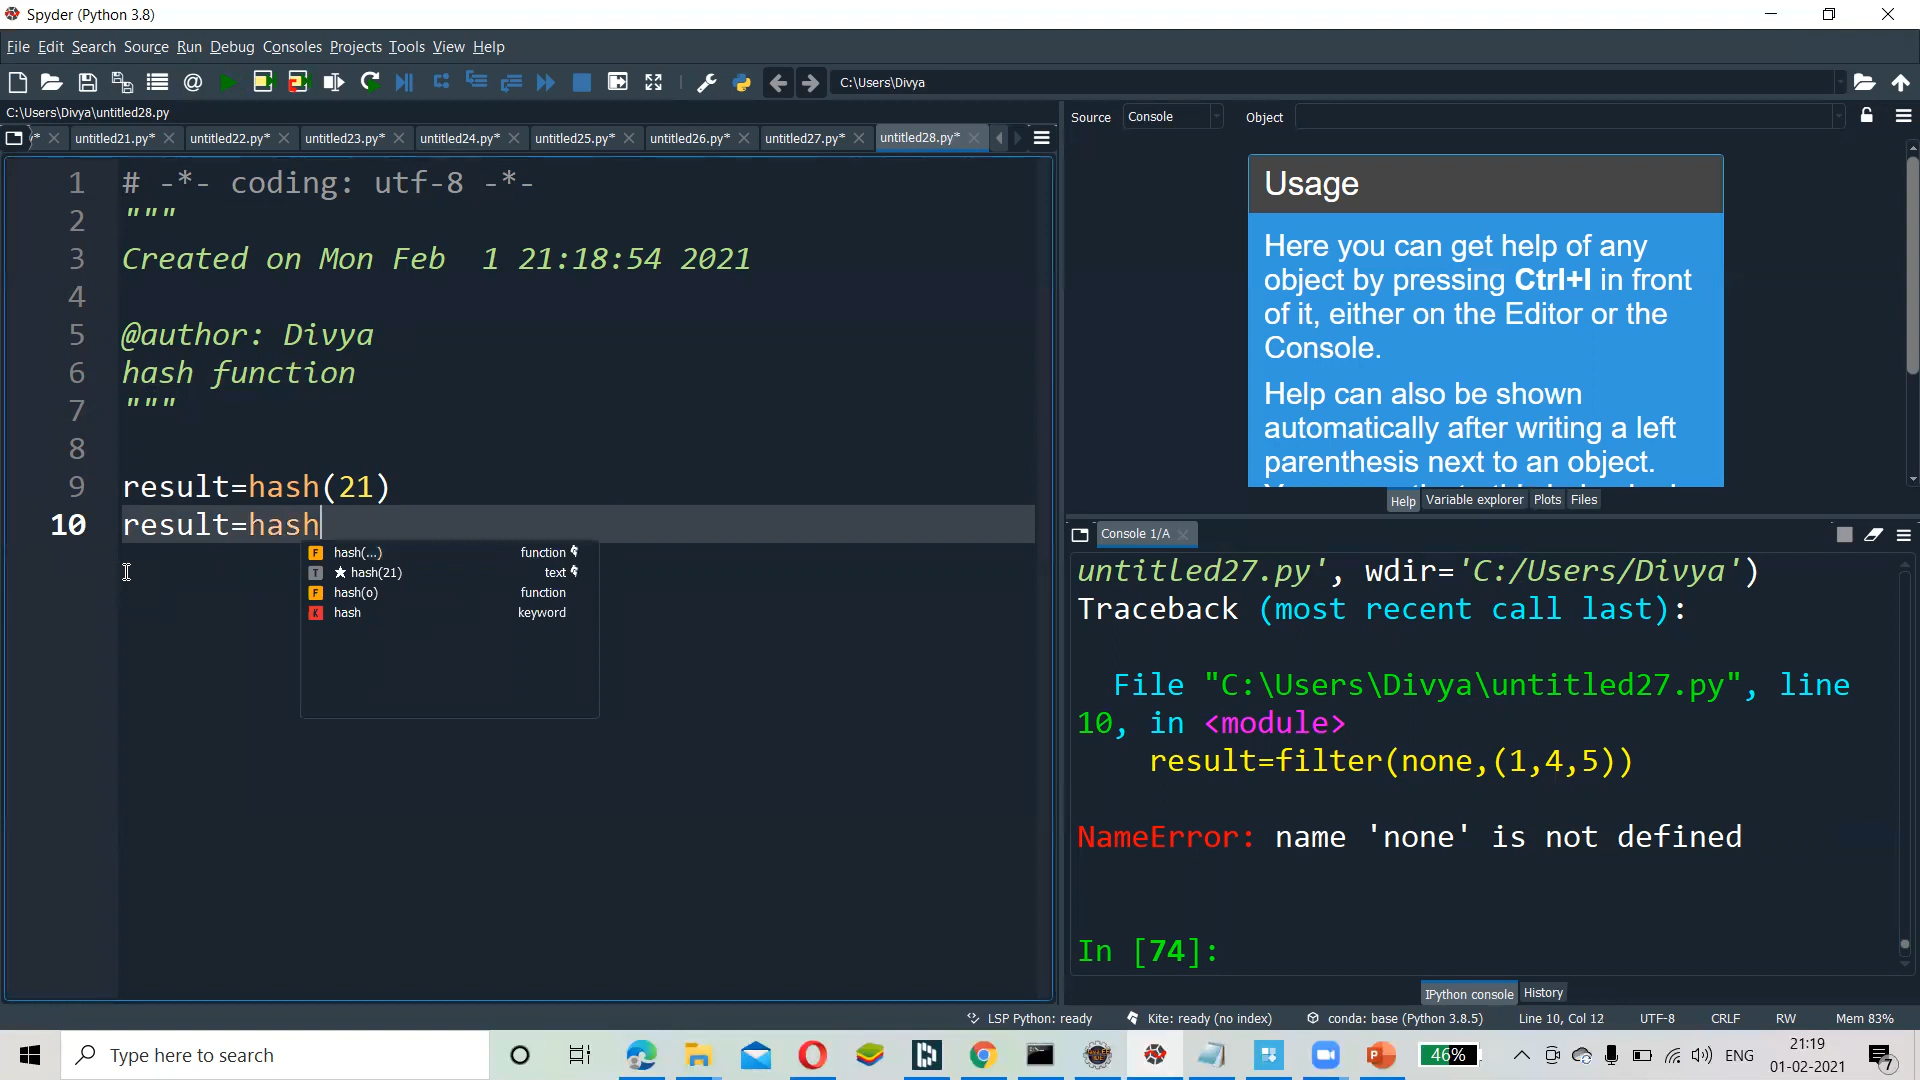 Spyder (Python 3.8)
File Edit Search Source Run Debug Consoles Projects Tools View Help
C:\Users\Divya
C:\Users\Divya\untitled28.py
Source Console Object
untitled21.py* untitled22.py* untitled23.py* untitled24.py* untitled25.py* untitled26.py* untitled27.py* untitled28.py*
1 # -*- coding: utf-8 -*-
2 """
3 Created on Mon Feb  1 21:18:54 2021
4
5 @author: Divya
6 hash function
7 """
8
9 result=hash(21)
10 result=hash
hash(...) function
★ hash(21) text
hash(o) function
hash keyword
Usage
Here you can get help of any
object by pressing Ctrl+I in front
of it, either on the Editor or the
Console.
Help can also be shown
automatically after writing a left
parenthesis next to an object.
Help Variable explorer Plots Files
Console 1/A
untitled27.py', wdir='C:/Users/Divya')
Traceback (most recent call last):
File "C:\Users\Divya\untitled27.py", line
10, in <module>
result=filter(none,(1,4,5))
NameError: name 'none' is not defined
In [74]:
IPython console History
LSP Python: ready Kite: ready (no index) conda: base (Python 3.8.5) Line 10, Col 12 UTF-8 CRLF RW Mem 83%
Type here to search
46%
ENG
21:19
01-02-2021
7